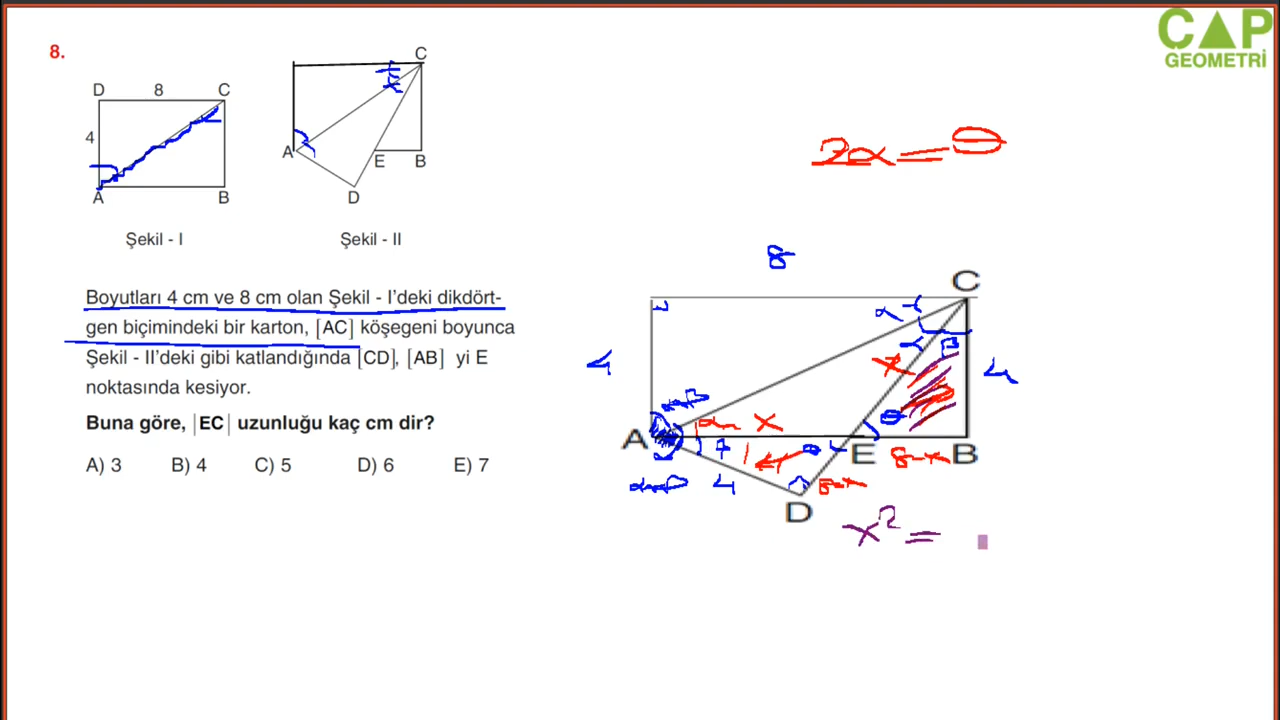 ÇAP
GEOMETRİ
8.
D 8 C
4
A B
Şekil - I
C
A E B
D
Şekil - II
Boyutları 4 cm ve 8 cm olan Şekil - I'deki dikdört-
gen biçimindeki bir karton, [AC] köşegeni boyunca
Şekil - II'deki gibi katlandığında [CD], [AB] yi E
noktasında kesiyor.
Buna göre, |EC| uzunluğu kaç cm dir?
A) 3 B) 4 C) 5 D) 6 E) 7
2α = θ
8
C
4
α
β
x
4
α+β
α
x
θ
A
E
8-x
B
α+β
4
8-x
D
x² =